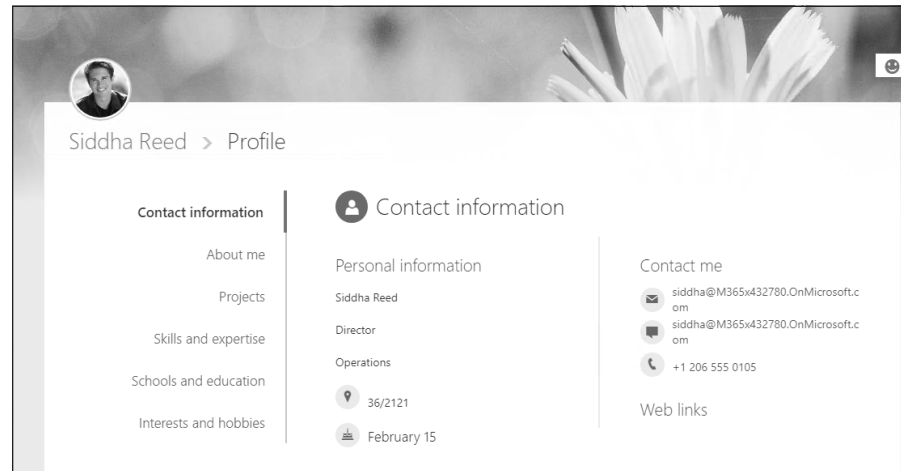 Siddha Reed > Profile
Contact information
About me
Projects
Skills and expertise
Schools and education
Interests and hobbies
Contact information
Personal information
Siddha Reed
Director
Operations
36/2121
February 15
Contact me
siddha@M365x432780.OnMicrosoft.c
om
siddha@M365x432780.OnMicrosoft.c
om
+1 206 555 0105
Web links